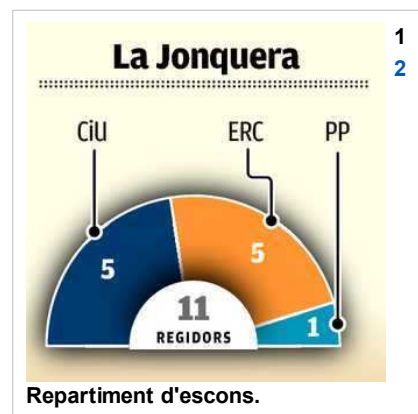 La Jonquera
CiU ERC PP
5 5 1
11
REGIDORS
Repartiment d'escons.
1
2